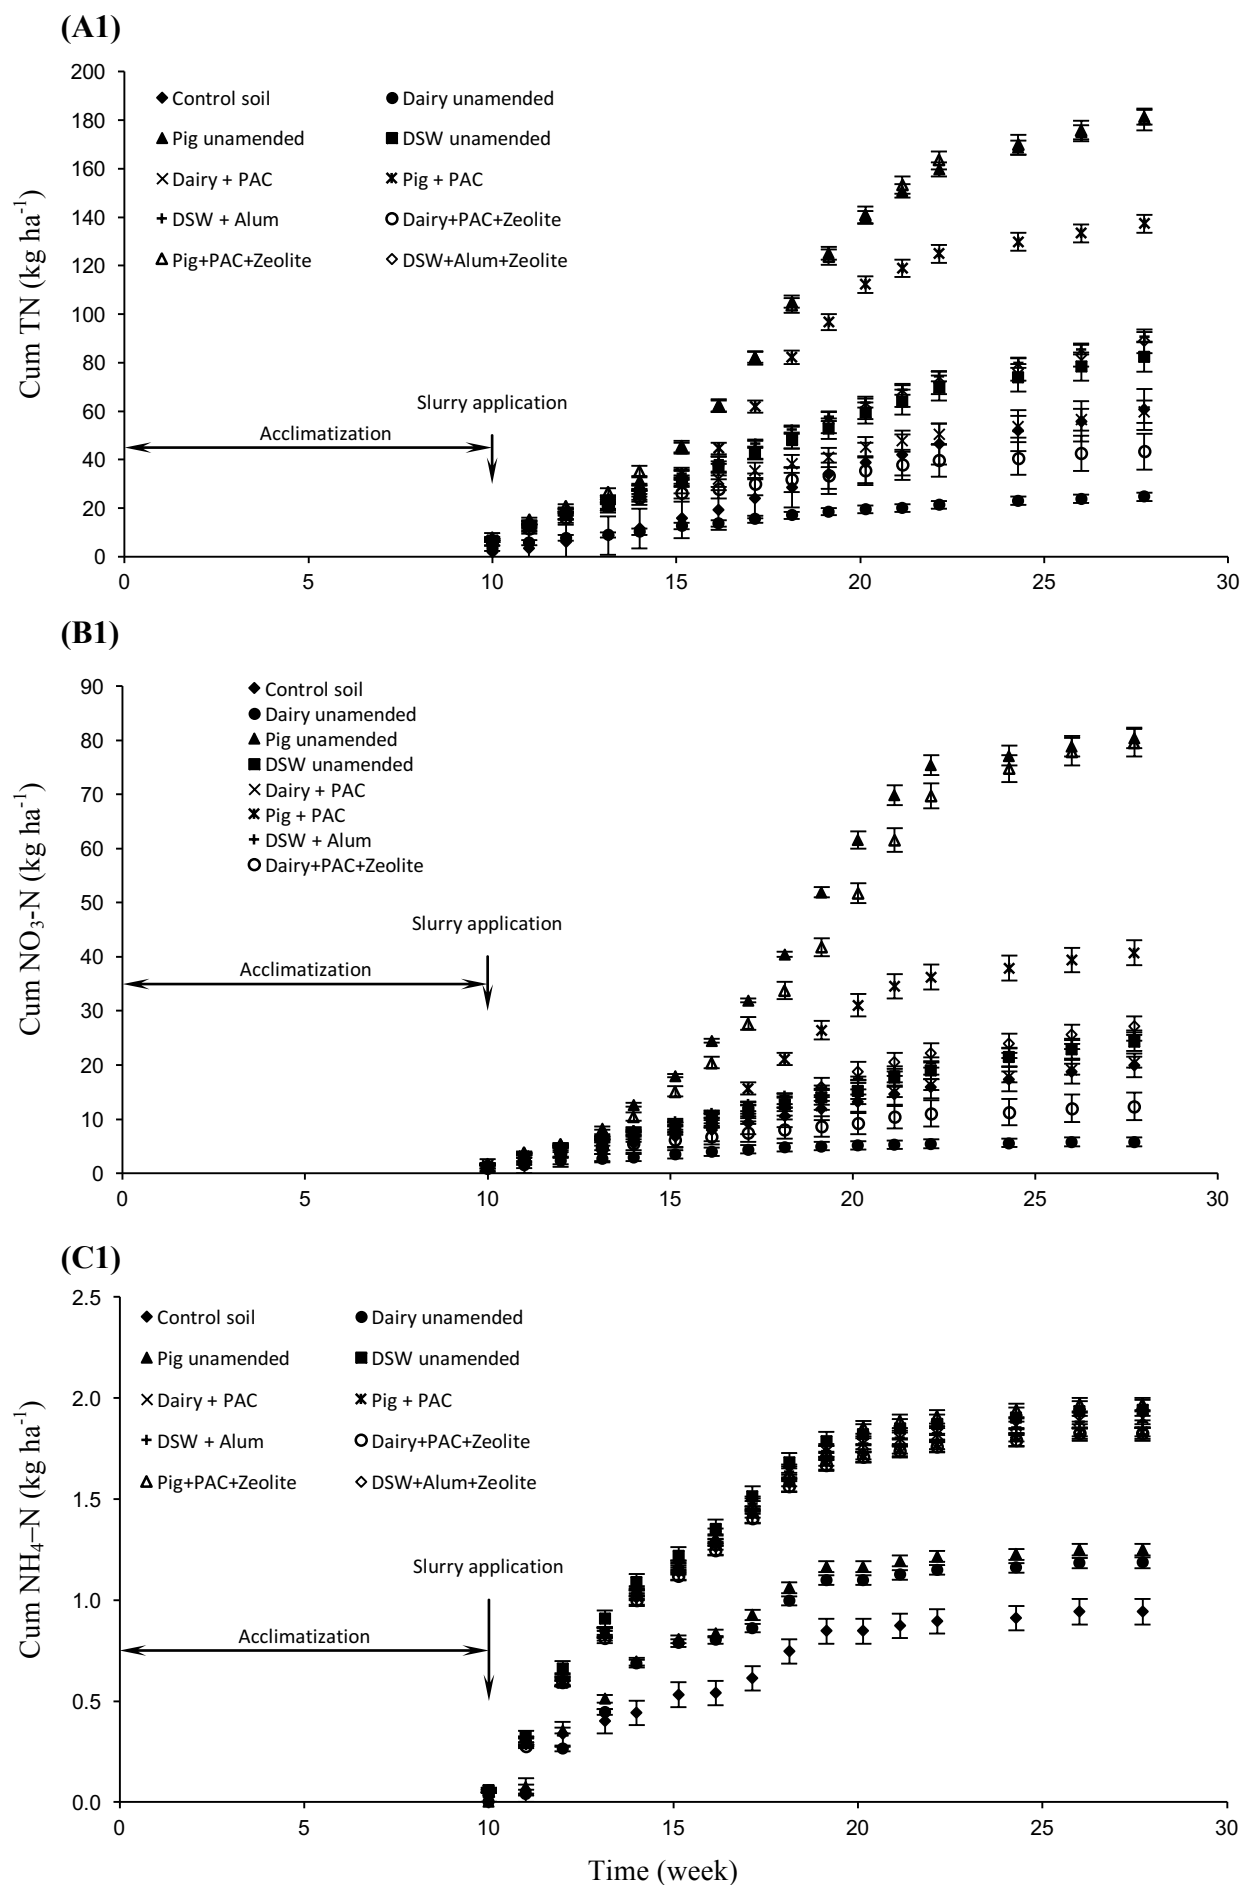 (A1)
Cum TN (kg ha⁻¹)
200
180
160
140
120
100
80
60
40
20
0
Control soil
Dairy unamended
Pig unamended
DSW unamended
Dairy + PAC
Pig + PAC
DSW + Alum
Dairy+PAC+Zeolite
Pig+PAC+Zeolite
DSW+Alum+Zeolite
Slurry application
Acclimatization
0 5 10 15 20 25 30
(B1)
Cum NO₃-N (kg ha⁻¹)
90
80
70
60
50
40
30
20
10
0
Control soil
Dairy unamended
Pig unamended
DSW unamended
Dairy + PAC
Pig + PAC
DSW + Alum
Dairy+PAC+Zeolite
Slurry application
Acclimatization
0 5 10 15 20 25 30
(C1)
Cum NH₄–N (kg ha⁻¹)
2.5
2.0
1.5
1.0
0.5
0.0
Control soil
Dairy unamended
Pig unamended
DSW unamended
Dairy + PAC
Pig + PAC
DSW + Alum
Dairy+PAC+Zeolite
Pig+PAC+Zeolite
DSW+Alum+Zeolite
Slurry application
Acclimatization
0 5 10 15 20 25 30
Time (week)